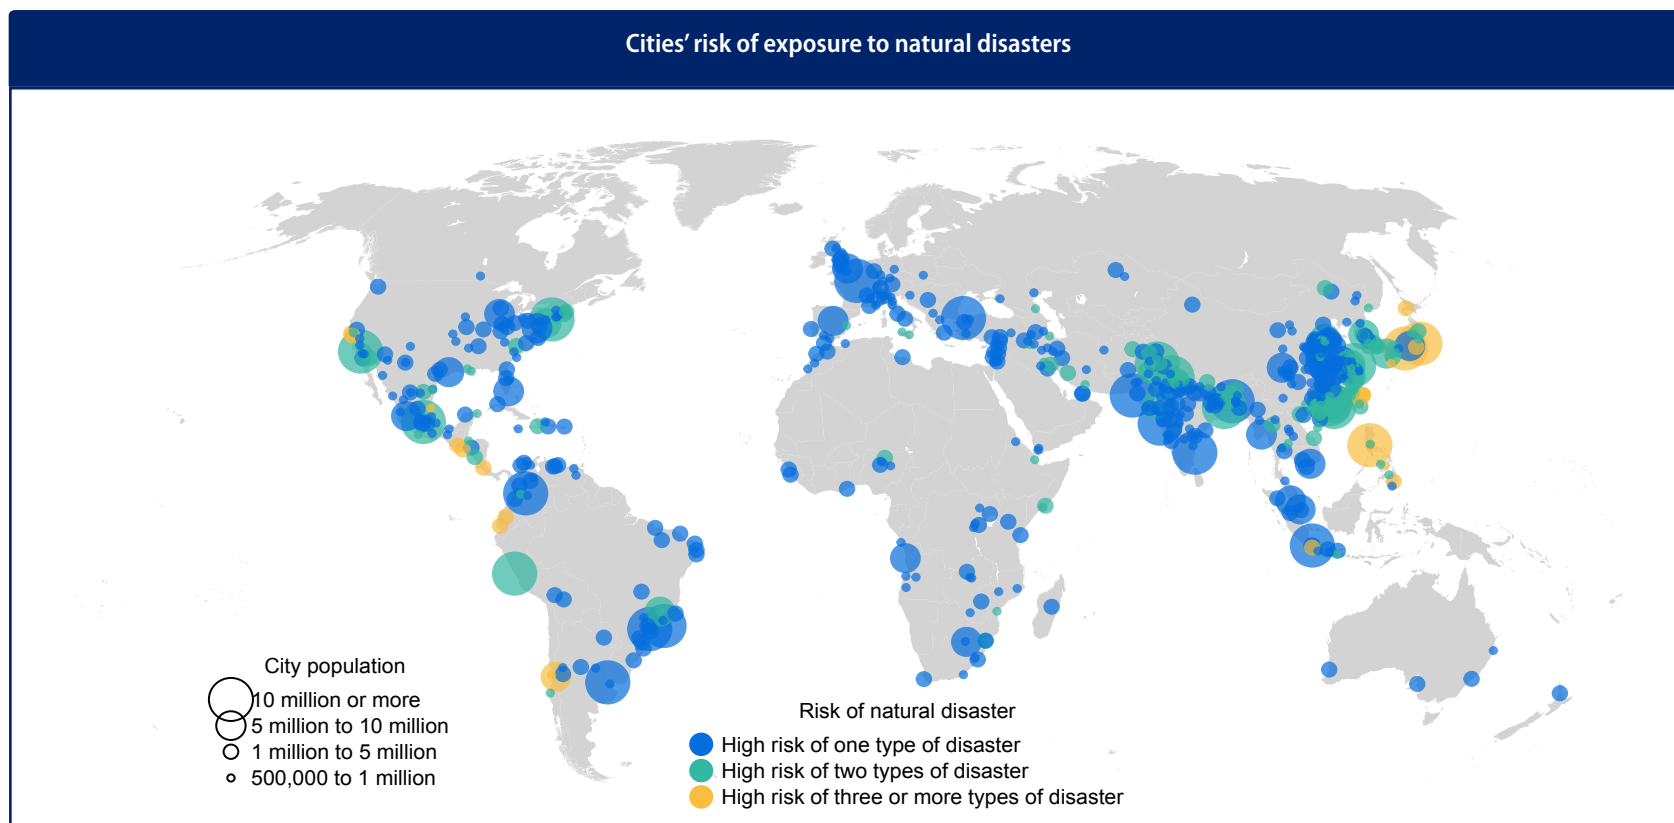 Cities’ risk of exposure to natural disasters
City population
10 million or more
5 million to 10 million
1 million to 5 million
500,000 to 1 million
Risk of natural disaster
High risk of one type of disaster
High risk of two types of disaster
High risk of three or more types of disaster